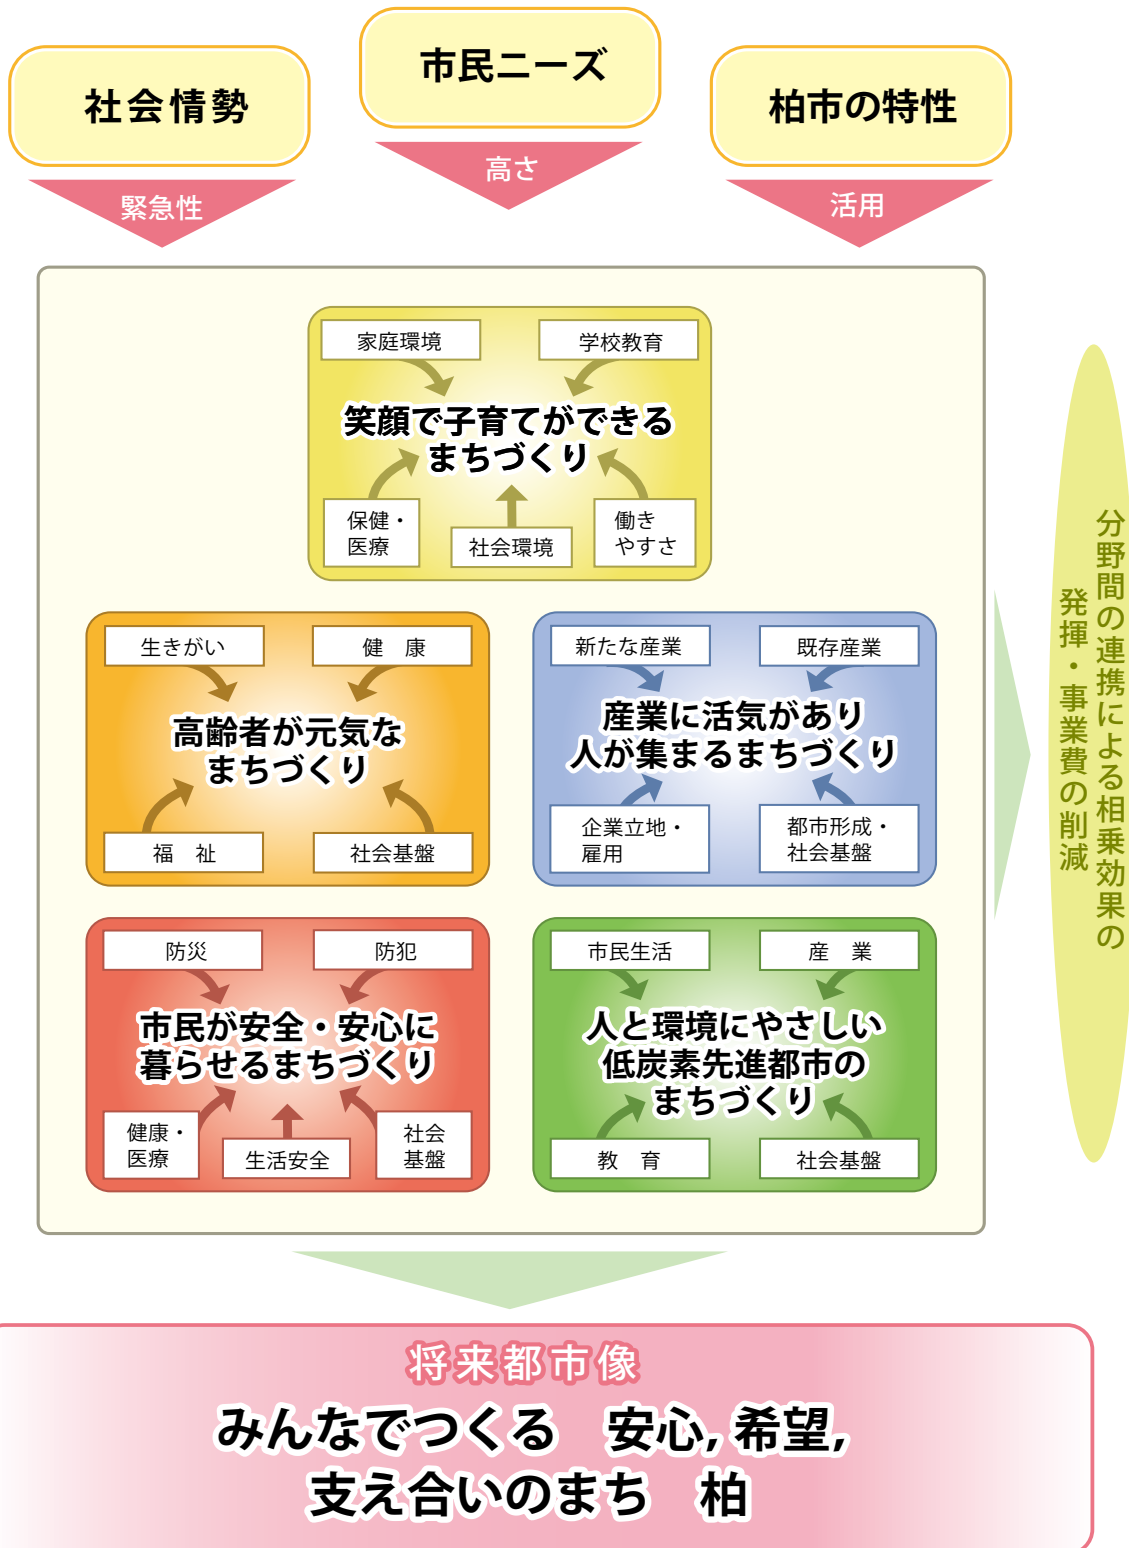 社会情勢
市民ニーズ
柏市の特性
緊急性
高さ
活用
家庭環境
学校教育
笑顔で子育てができる
まちづくり
保健・
医療
社会環境
働き
やすさ
生きがい
健　康
高齢者が元気な
まちづくり
福　祉
社会基盤
新たな産業
既存産業
産業に活気があり
人が集まるまちづくり
企業立地・
雇用
都市形成・
社会基盤
防災
防犯
市民が安全・安心に
暮らせるまちづくり
健康・
医療
生活安全
社会
基盤
市民生活
産　業
人と環境にやさしい
低炭素先進都市の
まちづくり
教　育
社会基盤
分野間の連携による相乗効果の
発揮・事業費の削減
将来都市像
みんなでつくる　安心, 希望,
支え合いのまち　柏